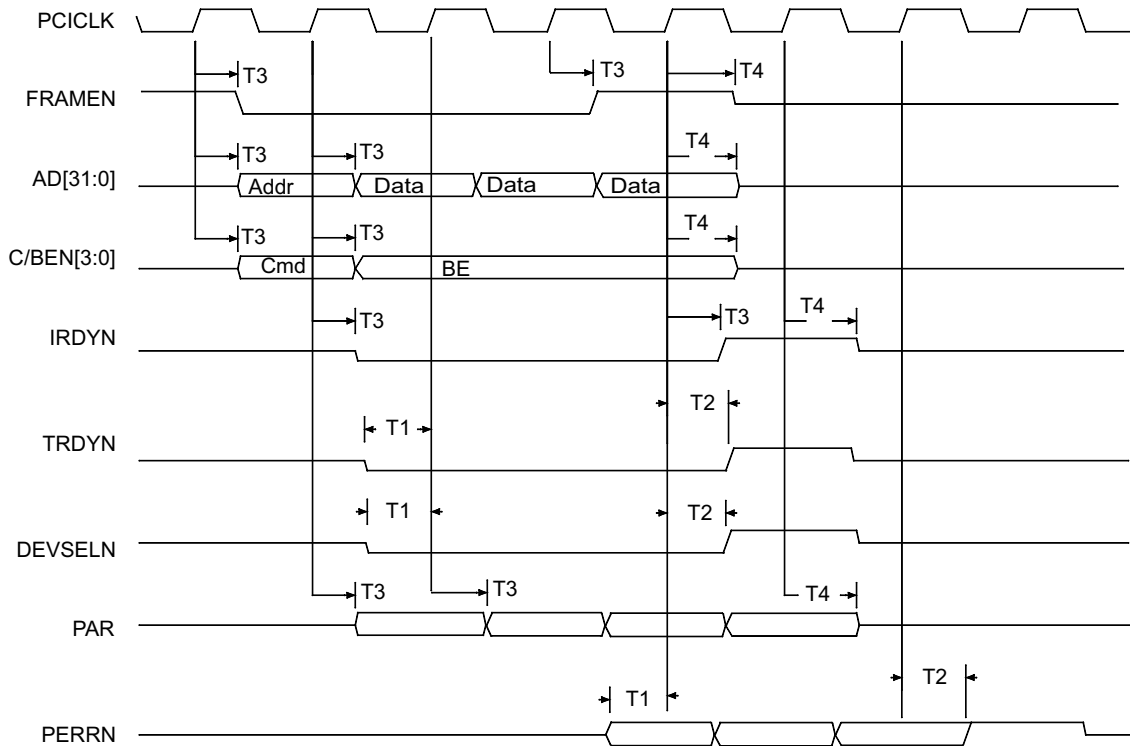 PCICLK
T3 T3 T4
FRAMEN
T3 T3 T4
AD[31:0] Addr Data Data Data
T3 T3 T4
C/BEN[3:0] Cmd BE
T3 T3 T4
IRDYN
T1 T2
TRDYN
T1 T2
DEVSELN
T3 T3 T4
PAR
T1 T2
PERRN